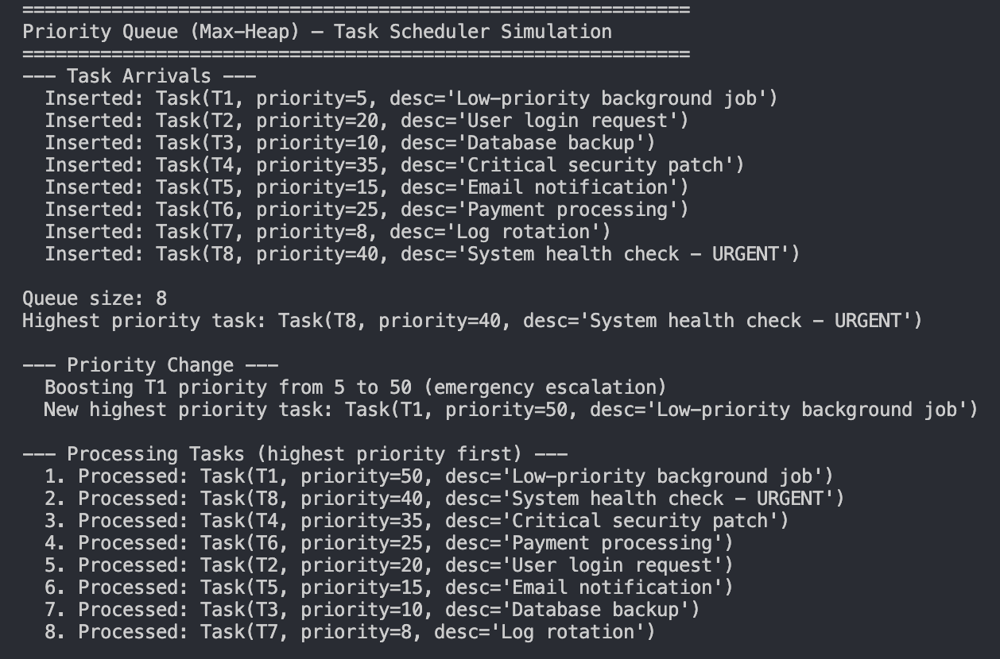 ============================================================
Priority Queue (Max-Heap) — Task Scheduler Simulation
============================================================
--- Task Arrivals ---
  Inserted: Task(T1, priority=5, desc='Low-priority background job')
  Inserted: Task(T2, priority=20, desc='User login request')
  Inserted: Task(T3, priority=10, desc='Database backup')
  Inserted: Task(T4, priority=35, desc='Critical security patch')
  Inserted: Task(T5, priority=15, desc='Email notification')
  Inserted: Task(T6, priority=25, desc='Payment processing')
  Inserted: Task(T7, priority=8, desc='Log rotation')
  Inserted: Task(T8, priority=40, desc='System health check - URGENT')

Queue size: 8
Highest priority task: Task(T8, priority=40, desc='System health check - URGENT')

--- Priority Change ---
  Boosting T1 priority from 5 to 50 (emergency escalation)
  New highest priority task: Task(T1, priority=50, desc='Low-priority background job')

--- Processing Tasks (highest priority first) ---
  1. Processed: Task(T1, priority=50, desc='Low-priority background job')
  2. Processed: Task(T8, priority=40, desc='System health check - URGENT')
  3. Processed: Task(T4, priority=35, desc='Critical security patch')
  4. Processed: Task(T6, priority=25, desc='Payment processing')
  5. Processed: Task(T2, priority=20, desc='User login request')
  6. Processed: Task(T5, priority=15, desc='Email notification')
  7. Processed: Task(T3, priority=10, desc='Database backup')
  8. Processed: Task(T7, priority=8, desc='Log rotation')